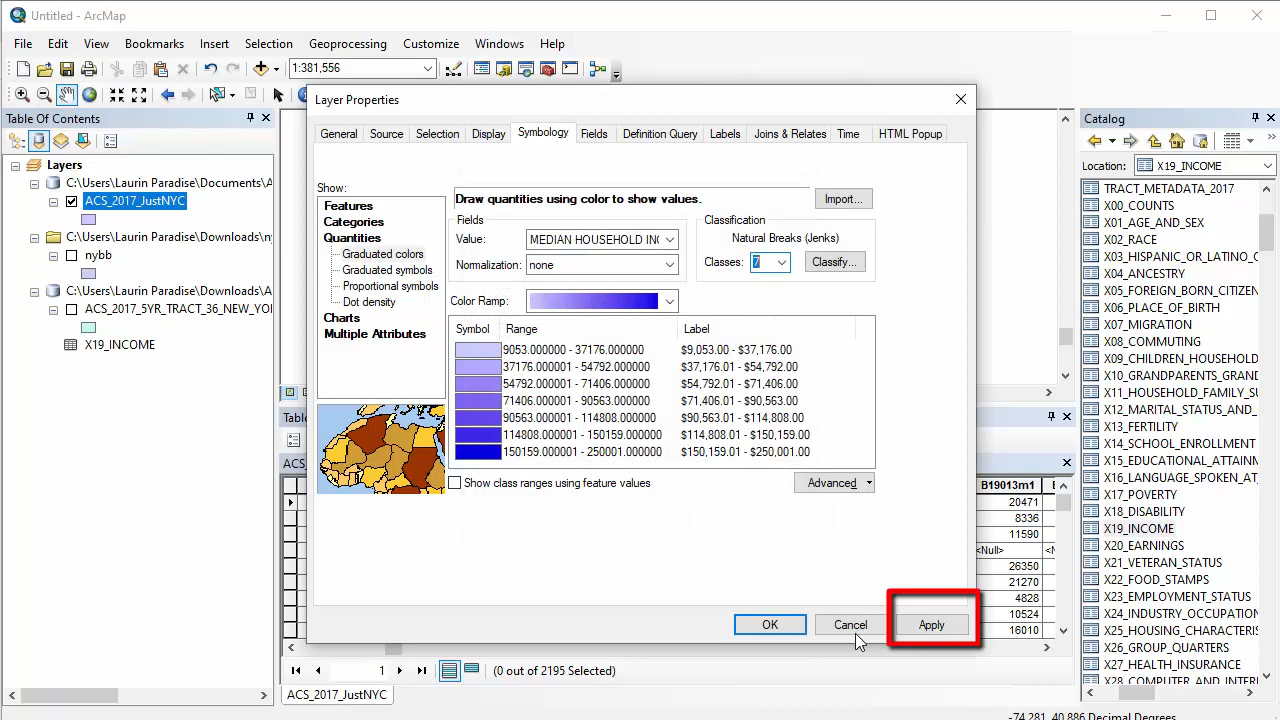 Untitled - ArcMap
File Edit View Bookmarks Insert Selection Geoprocessing Customize Windows Help
1:381,556
Table Of Contents
Layers
C:\Users\Laurin Paradise\Documents\A
ACS_2017_JustNYC
C:\Users\Laurin Paradise\Downloads\ny
nybb
C:\Users\Laurin Paradise\Downloads\A
ACS_2017_5YR_TRACT_36_NEW_YO
X19_INCOME
Layer Properties
General Source Selection Display Symbology Fields Definition Query Labels Joins & Relates Time HTML Popup
Show:
Features
Categories
Quantities
Graduated colors
Graduated symbols
Proportional symbols
Dot density
Charts
Multiple Attributes
Draw quantities using color to show values.
Import...
Fields
Value: MEDIAN HOUSEHOLD IN(
Normalization: none
Classification
Natural Breaks (Jenks)
Classes: 7 Classify...
Color Ramp:
Symbol Range Label
9053.000000 - 37176.000000 $9,053.00 - $37,176.00
37176.000001 - 54792.000000 $37,176.01 - $54,792.00
54792.000001 - 71406.000000 $54,792.01 - $71,406.00
71406.000001 - 90563.000000 $71,406.01 - $90,563.00
90563.000001 - 114808.000000 $90,563.01 - $114,808.00
114808.000001 - 150159.000000 $114,808.01 - $150,159.00
150159.000001 - 250001.000000 $150,159.01 - $250,001.00
Show class ranges using feature values
Advanced
OK Cancel Apply
Table
ACS_
B19013m1
20471
8336
11590
<Null> <N
26350
21270
4828
10524
16010
(0 out of 2195 Selected)
ACS_2017_JustNYC
Catalog
Location: X19_INCOME
TRACT_METADATA_2017
X00_COUNTS
X01_AGE_AND_SEX
X02_RACE
X03_HISPANIC_OR_LATINO_O
X04_ANCESTRY
X05_FOREIGN_BORN_CITIZEN
X06_PLACE_OF_BIRTH
X07_MIGRATION
X08_COMMUTING
X09_CHILDREN_HOUSEHOLD
X10_GRANDPARENTS_GRAND
X11_HOUSEHOLD_FAMILY_SU
X12_MARITAL_STATUS_AND_
X13_FERTILITY
X14_SCHOOL_ENROLLMENT
X15_EDUCATIONAL_ATTAINM
X16_LANGUAGE_SPOKEN_AT_
X17_POVERTY
X18_DISABILITY
X19_INCOME
X20_EARNINGS
X21_VETERAN_STATUS
X22_FOOD_STAMPS
X23_EMPLOYMENT_STATUS
X24_INDUSTRY_OCCUPATION
X25_HOUSING_CHARACTERIS
X26_GROUP_QUARTERS
X27_HEALTH_INSURANCE
X28_COMPUTER_AND_INTER
-74.281 40.886 Decimal Degrees